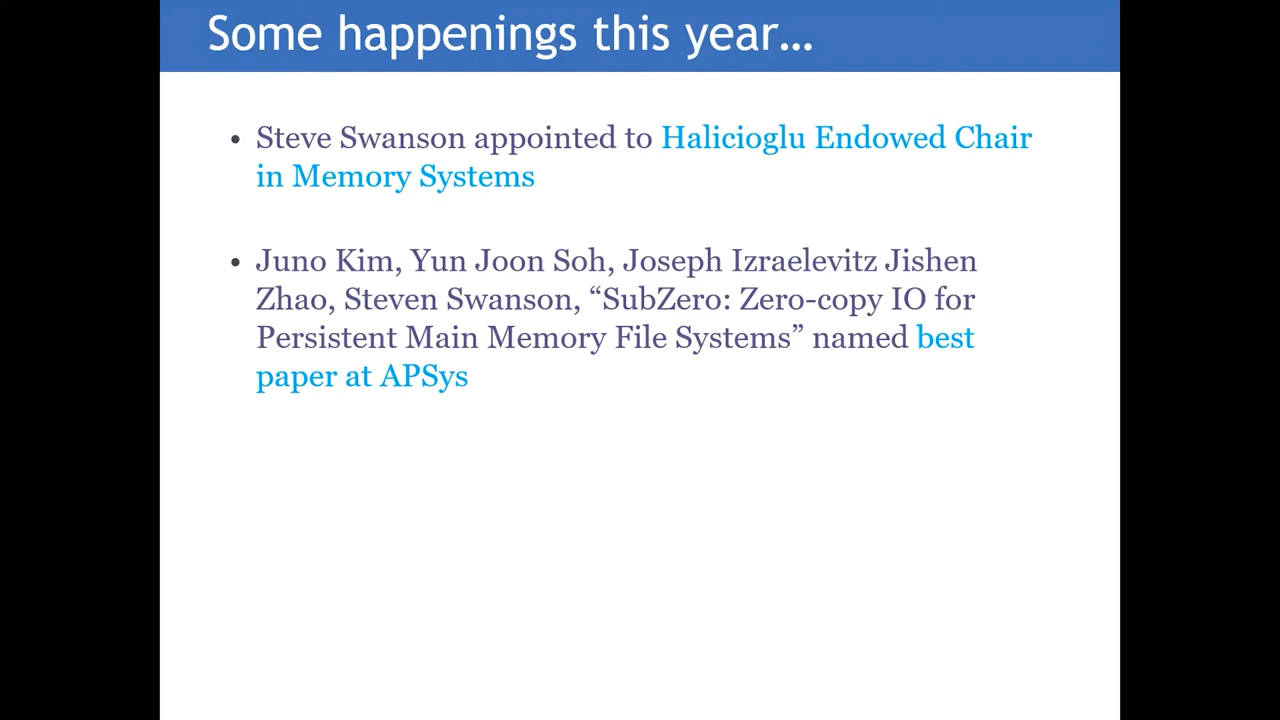 Some happenings this year…
• Steve Swanson appointed to Halicioglu Endowed Chair
in Memory Systems
• Juno Kim, Yun Joon Soh, Joseph Izraelevitz Jishen
Zhao, Steven Swanson, “SubZero: Zero-copy IO for
Persistent Main Memory File Systems” named best
paper at APSys